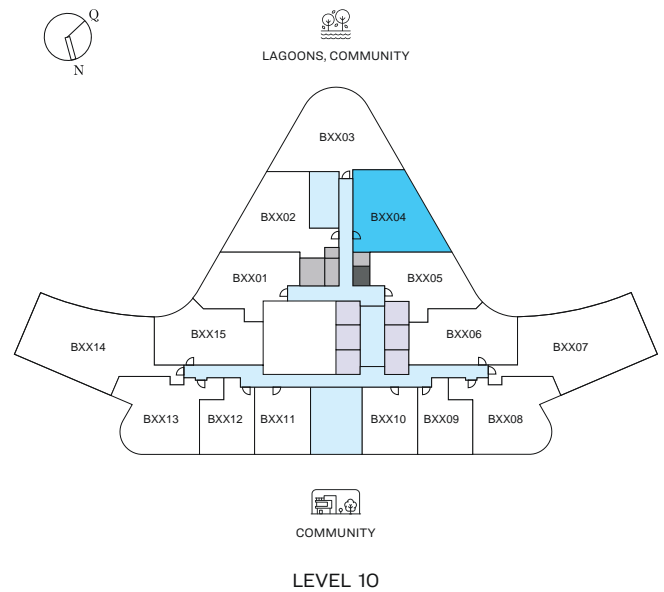 Q
N
LAGOONS, COMMUNITY
BXX03
BXX02
BXX04
BXX01
BXX05
BXX14
BXX15
BXX06
BXX07
BXX13
BXX12
BXX11
BXX10
BXX09
BXX08
COMMUNITY
LEVEL 10